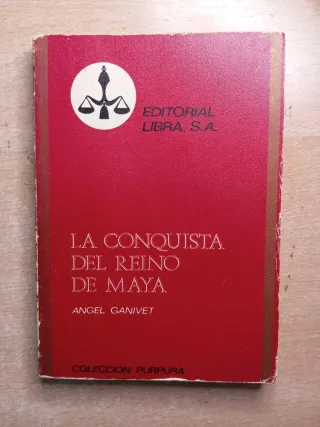 EDITORIAL
LIBRA, S.A.
LA CONQUISTA
DEL REINO
DE MAYA
ANGEL GANIVET
COLECCION PURPURA